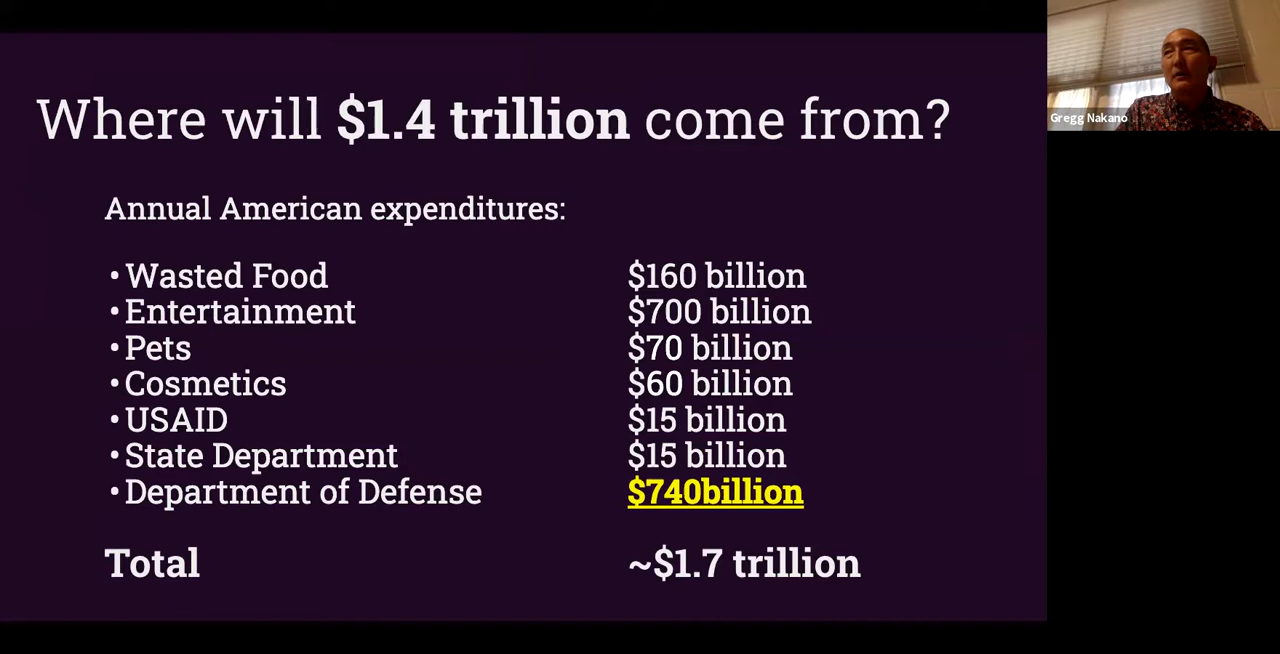 Where will $1.4 trillion come from?
Gregg Nakano
Annual American expenditures:
• Wasted Food $160 billion
• Entertainment $700 billion
• Pets $70 billion
• Cosmetics $60 billion
• USAID $15 billion
• State Department $15 billion
• Department of Defense $740billion
Total ~$1.7 trillion